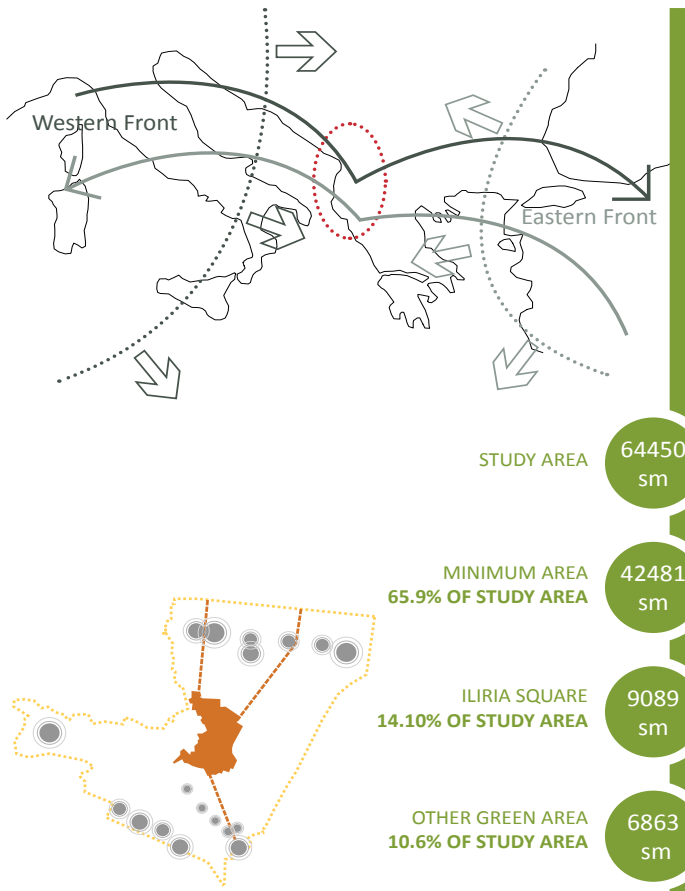 Western Front
Eastern Front
STUDY AREA
64450
sm
MINIMUM AREA
65.9% OF STUDY AREA
42481
sm
ILIRIA SQUARE
14.10% OF STUDY AREA
9089
sm
OTHER GREEN AREA
10.6% OF STUDY AREA
6863
sm